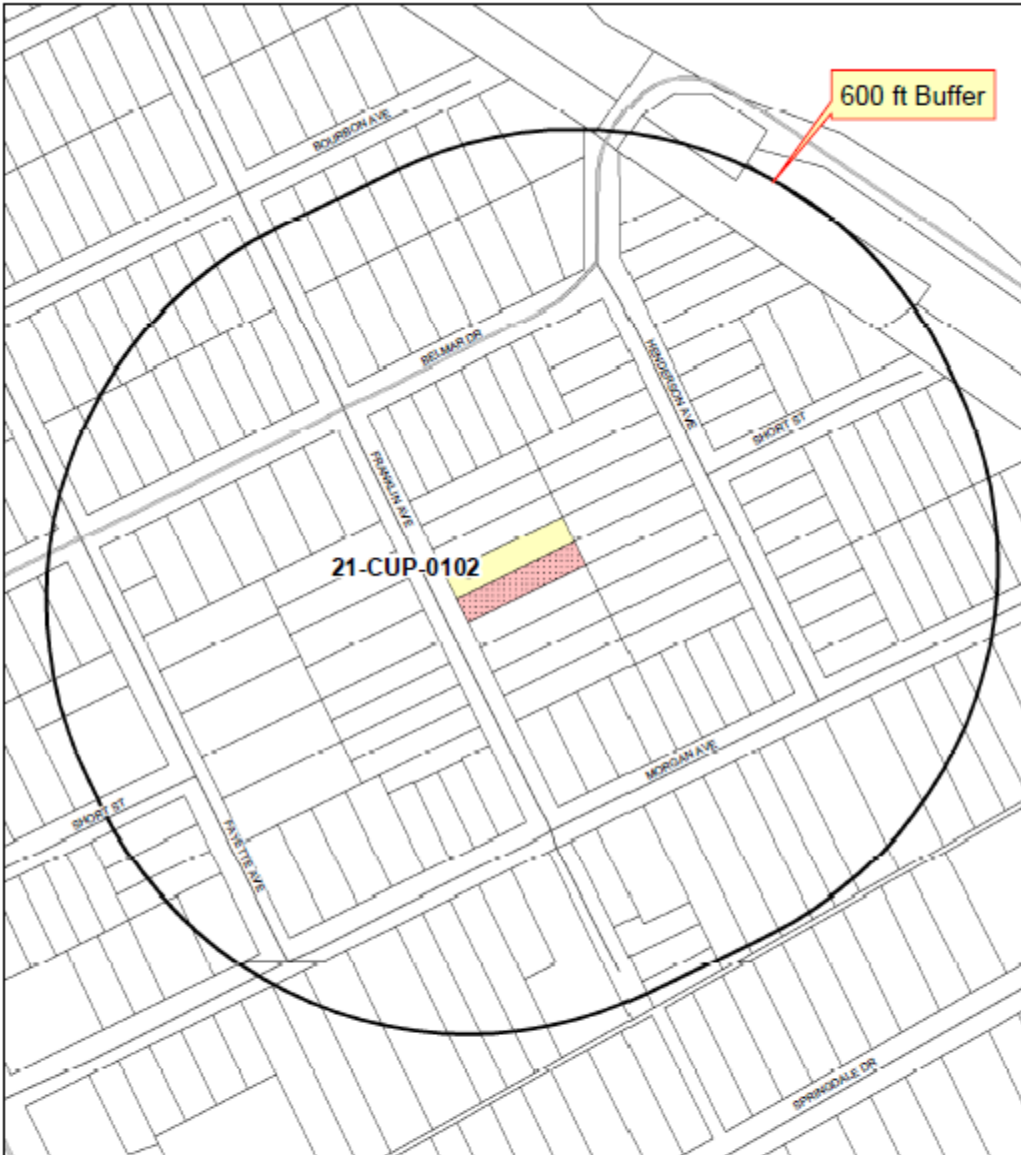 600 ft Buffer
BOURBON AVE
BELMAR DR
HENDERSON AVE
SHORT ST
FRANKLIN AVE
21-CUP-0102
MORGAN AVE
SHORT ST
FAYETTE AVE
SPRINGDALE DR